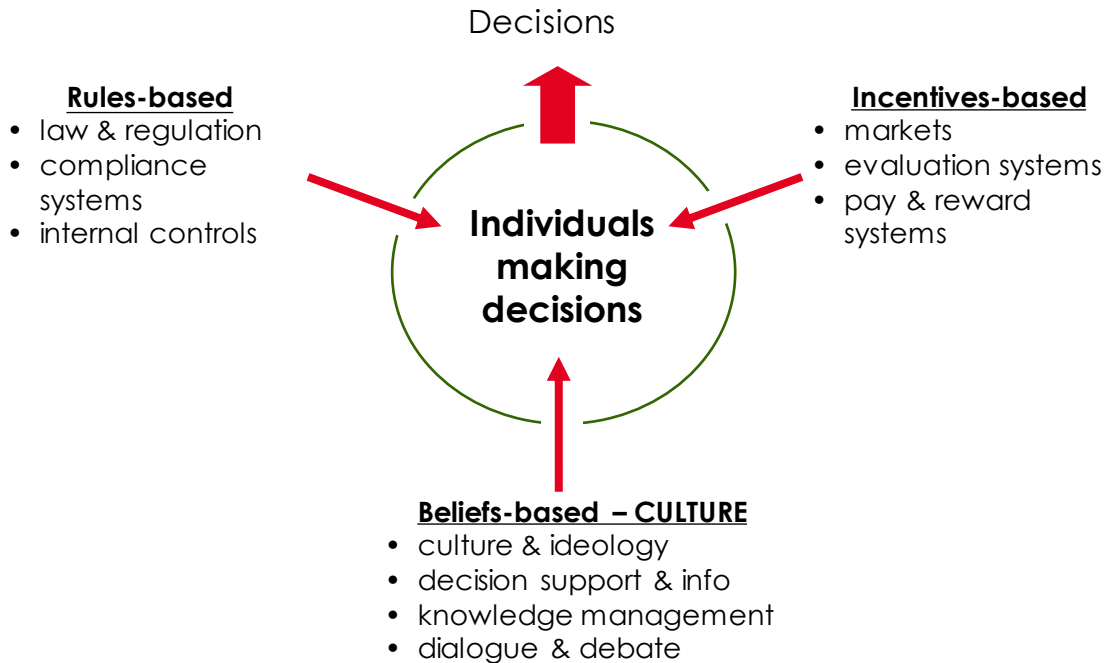 Decisions
Rules-based
• law & regulation
• compliance
systems
• internal controls
Incentives-based
• markets
• evaluation systems
• pay & reward
systems
Individuals
making
decisions
Beliefs-based – CULTURE
• culture & ideology
• decision support & info
• knowledge management
• dialogue & debate